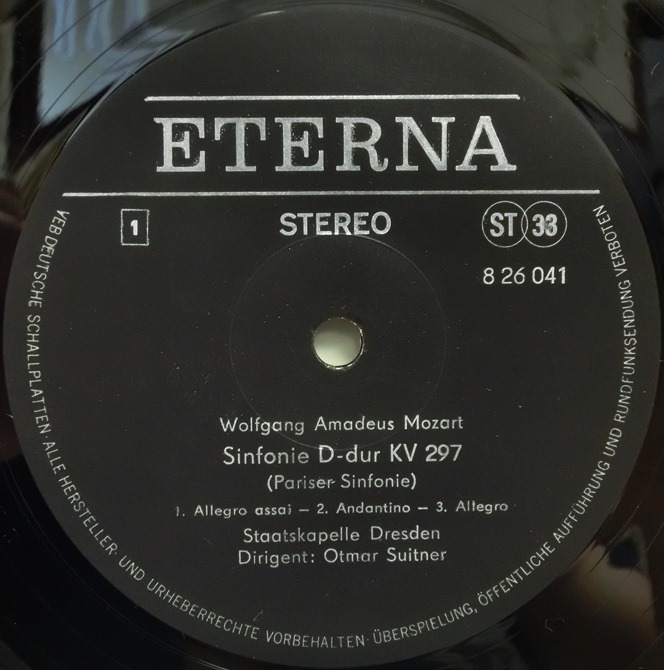 ETERNA
1 STEREO ST 33
8 26 041
Wolfgang Amadeus Mozart
Sinfonie D-dur KV 297
(Pariser Sinfonie)
1. Allegro assai – 2. Andantino – 3. Allegro
Staatskapelle Dresden
Dirigent: Otmar Suitner
VEB DEUTSCHE SCHALLPLATTEN · ALLE HERSTELLER- UND URHEBERRECHTE VORBEHALTEN · ÜBERSPIELUNG, ÖFFENTLICHE AUFFÜHRUNG UND RUNDFUNKSENDUNG VERBOTEN